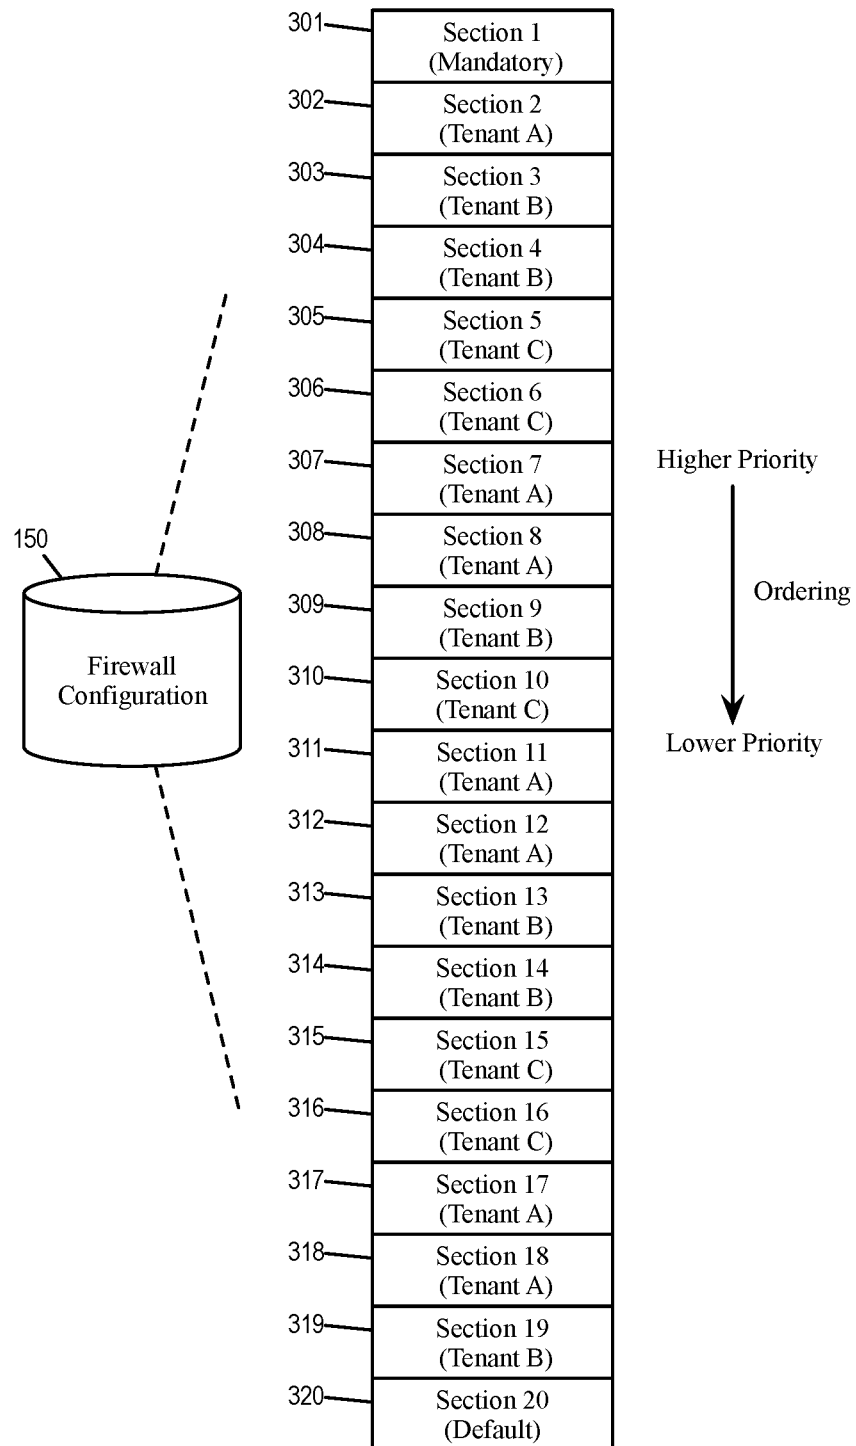 301
Section 1
(Mandatory)
302
Section 2
(Tenant A)
303
Section 3
(Tenant B)
304
Section 4
(Tenant B)
305
Section 5
(Tenant C)
306
Section 6
(Tenant C)
307
Section 7
(Tenant A)
308
Section 8
(Tenant A)
309
Section 9
(Tenant B)
310
Section 10
(Tenant C)
311
Section 11
(Tenant A)
312
Section 12
(Tenant A)
313
Section 13
(Tenant B)
314
Section 14
(Tenant B)
315
Section 15
(Tenant C)
316
Section 16
(Tenant C)
317
Section 17
(Tenant A)
318
Section 18
(Tenant A)
319
Section 19
(Tenant B)
320
Section 20
(Default)
150
Firewall
Configuration
Higher Priority
Ordering
Lower Priority